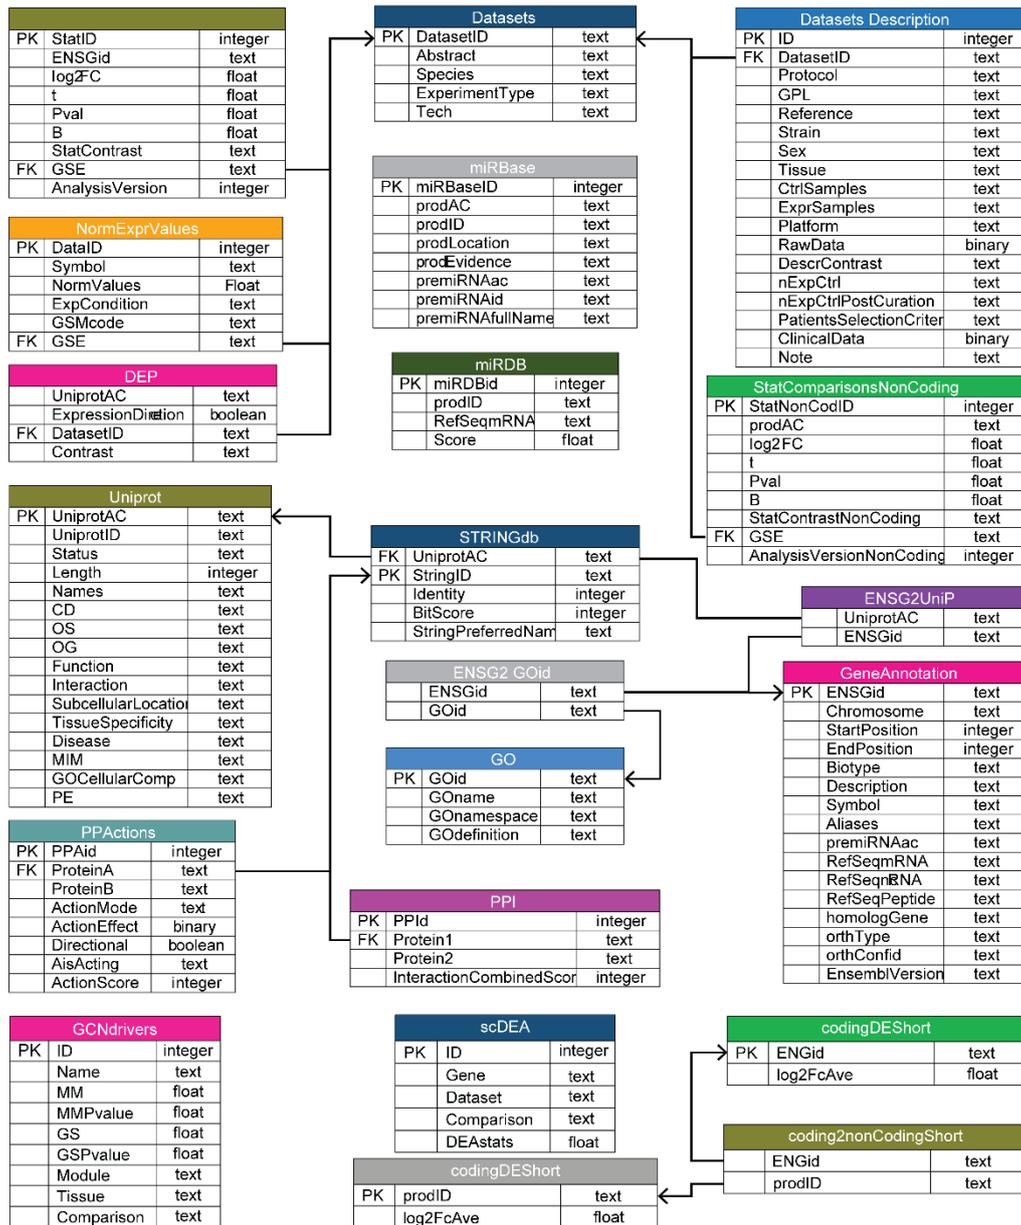 PK StatID integer
ENSGid text
log2FC float
t float
Pval float
B float
StatContrast text
FK GSE text
AnalysisVersion integer
NormExprValues
PK DataID integer
Symbol text
NormValues Float
ExpCondition text
GSMcode text
FK GSE text
DEP
UniprotAC text
boolean
FK DatasetID text
Contrast text
Uniprot
PK UniprotAC text
UniprotID text
Status text
Length integer
Names text
CD text
OS text
OG text
Function text
Interaction text
SubcellularLocation text
TissueSpecificity text
Disease text
MIM text
GOCellularComp text
PE text
PPActions
PK PPAid integer
FK ProteinA text
ProteinB text
ActionMode text
ActionEffect binary
Directional boolean
AisActing text
ActionScore integer
GCNdrivers
PK ID integer
Name text
MM float
MMPvalue float
GS float
GSPvalue float
Module text
Tissue text
Comparison text
Datasets
PK DatasetID text
Abstract text
Species text
ExperimentType text
Tech text
miRBase
PK miRBaseID integer
prodAC text
prodID text
prodLocation text
prodEvidence text
premiRNAac text
premiRNAid text
premiRNAfullName text
miRDB
PK miRDBid integer
prodID text
RefSeqmRNA text
Score float
STRINGdb
FK UniprotAC text
PK StringID text
Identity integer
BitScore integer
StringPreferredNam text
ENSG2 GOid
ENSGid text
GOid text
GO
PK GOid text
GOname text
GOnamespace text
GOdefinition text
PPI
PK PPId integer
FK Protein1 text
Protein2 text
InteractionCombinedScor integer
scDEA
PK ID integer
Gene text
Dataset text
Comparison text
DEAstats float
codingDEShort
PK prodID text
log2FcAve float
Datasets Description
PK ID integer
FK DatasetID text
Protocol text
GPL text
Reference text
Strain text
Sex text
Tissue text
CtrlSamples text
ExprSamples text
Platform text
RawData binary
DescrContrast text
nExpCtrl text
nExpCtrlPostCuration text
PatientsSelectionCriter text
ClinicalData binary
Note text
StatComparisonsNonCoding
PK StatNonCodID integer
prodAC text
log2FC float
t float
Pval float
B float
StatContrastNonCoding text
FK GSE text
AnalysisVersionNonCoding integer
ENSG2UniP
UniprotAC text
ENSGid text
GeneAnnotation
PK ENSGid text
Chromosome text
StartPosition integer
EndPosition integer
Biotype text
Description text
Symbol text
Aliases text
premiRNAac text
RefSeqmRNA text
text
RefSeqPeptide text
homologGene text
orthType text
orthConfid text
EnsemblVersion text
codingDEShort
PK ENGid text
log2FcAve float
coding2nonCodingShort
ENGid text
prodID text